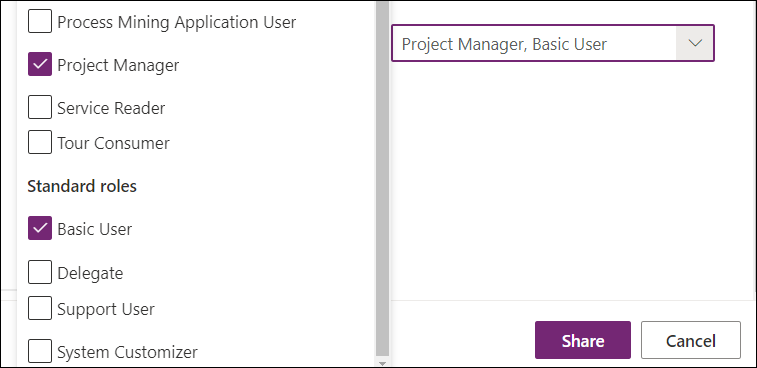 Process Mining Application User
Project Manager, Basic User
Project Manager
Service Reader
Tour Consumer
Standard roles
Basic User
Delegate
Support User
System Customizer
Share
Cancel